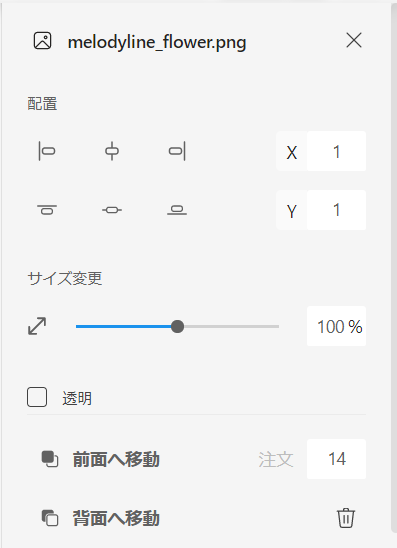 melodyline_flower.png
配置
X 1
Y 1
サイズ変更
100 %
透明
前面へ移動 注文 14
背面へ移動